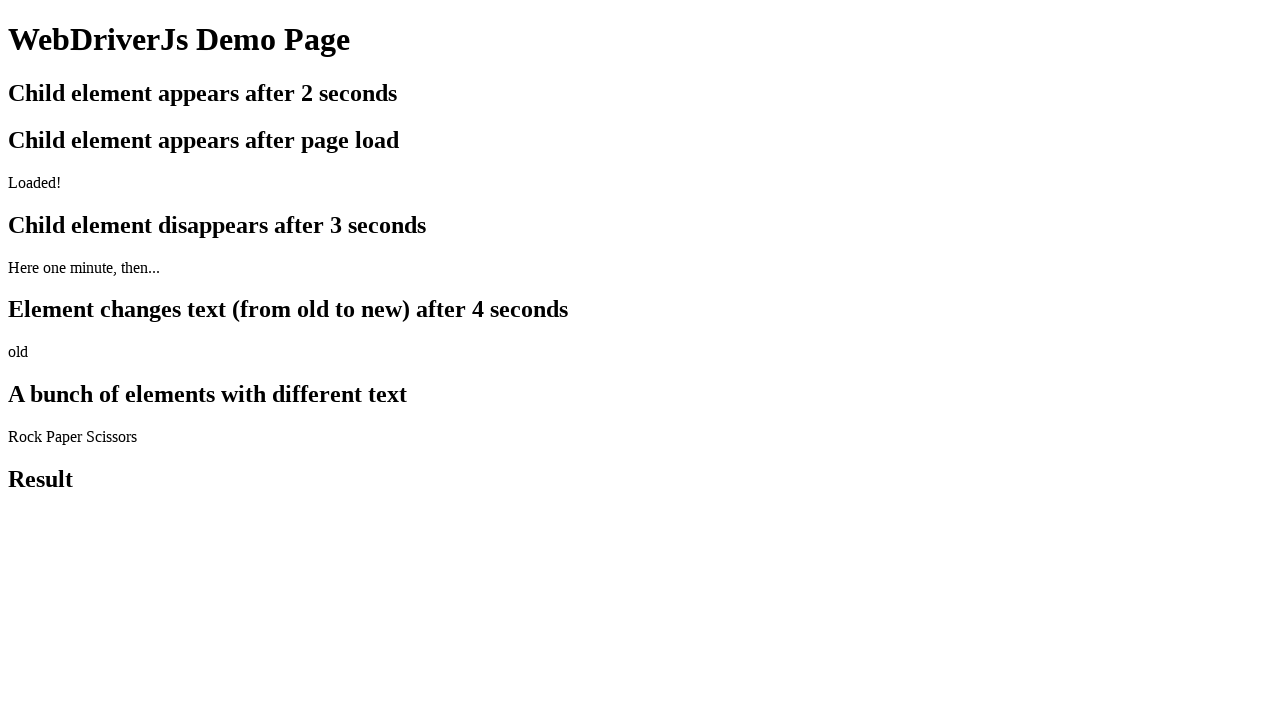 WebDriverJs Demo Page
Child element appears after 2 seconds
Child element appears after page load
Loaded!
Child element disappears after 3 seconds
Here one minute, then...
Element changes text (from old to new) after 4 seconds
old
A bunch of elements with different text
Rock Paper Scissors
Result